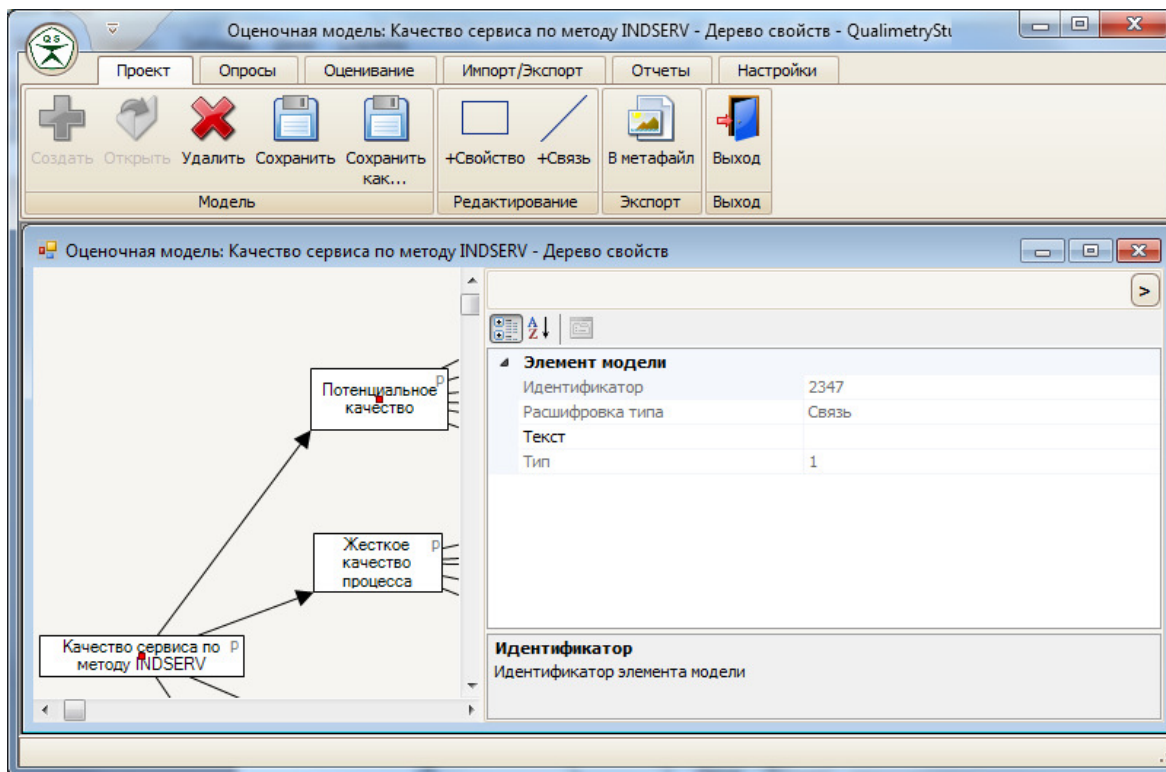 QS
Оценочная модель: Качество сервиса по методу INDSERV - Дерево свойств - QualimetryStu
Проект Опросы Оценивание Импорт/Экспорт Отчеты Настройки
Создать Открыть Удалить Сохранить Сохранить как... +Свойство +Связь В метафайл Выход
Модель Редактирование Экспорт Выход
Оценочная модель: Качество сервиса по методу INDSERV - Дерево свойств
>
A
Z
Потенциальное p
качество
Жесткое p
качество
процесса
Качество сервиса по p
методу INDSERV
Элемент модели
Идентификатор 2347
Расшифровка типа Связь
Текст
Тип 1
Идентификатор
Идентификатор элемента модели